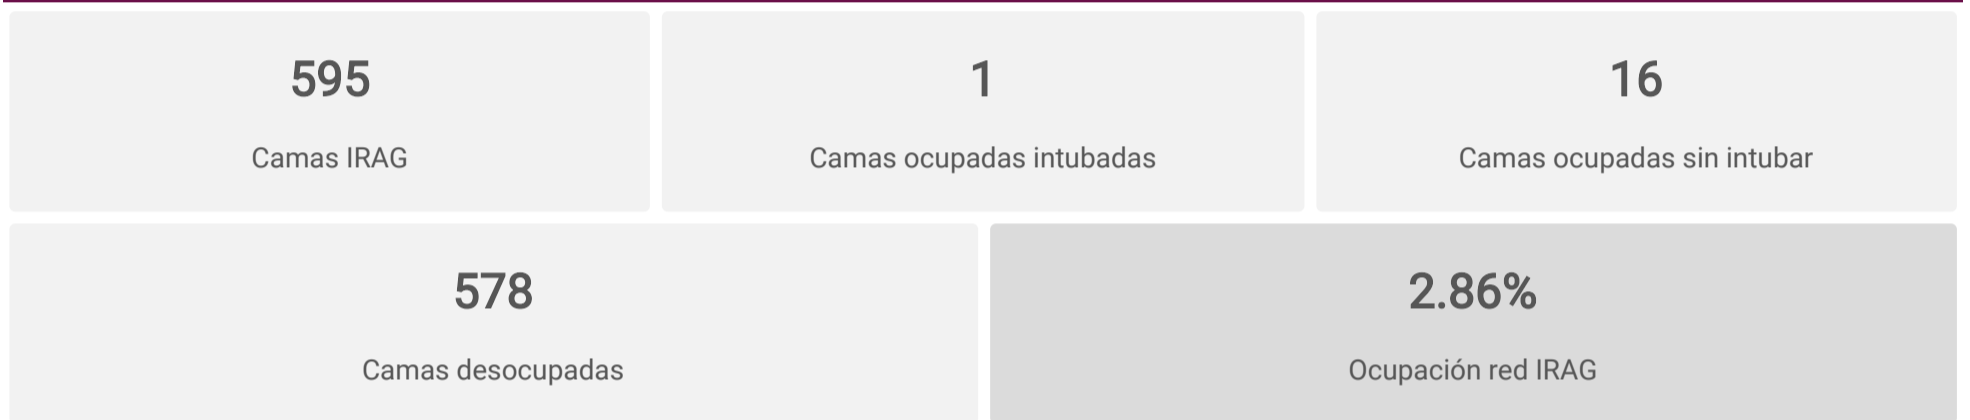 595
Camas IRAG
1
Camas ocupadas intubadas
16
Camas ocupadas sin intubar
578
Camas desocupadas
2.86%
Ocupación red IRAG